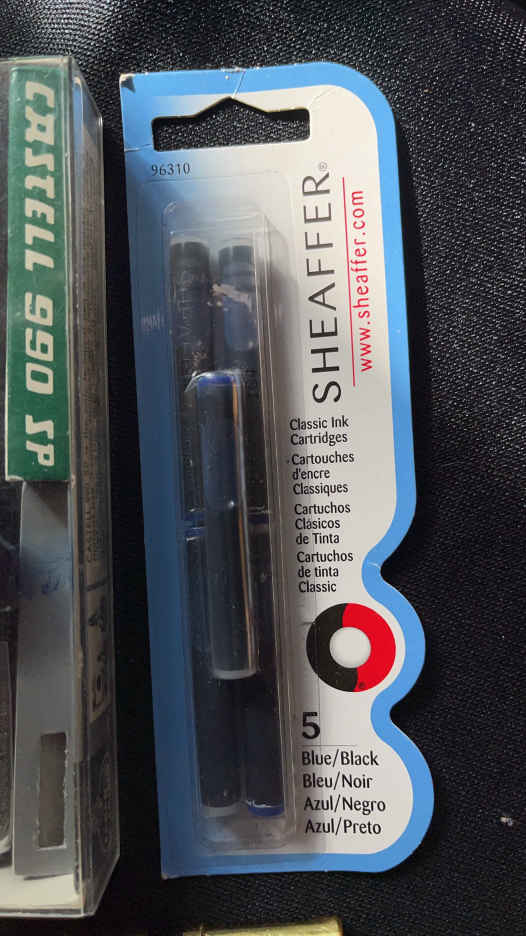 CASTELL 990 SP
96310
SHEAFFER®
www.sheaffer.com
Classic Ink
Cartridges
Cartouches
d'encre
Classiques
Cartuchos
Clásicos
de Tinta
Cartuchos
de tinta
Classic
5
Blue/Black
Bleu/Noir
Azul/Negro
Azul/Preto